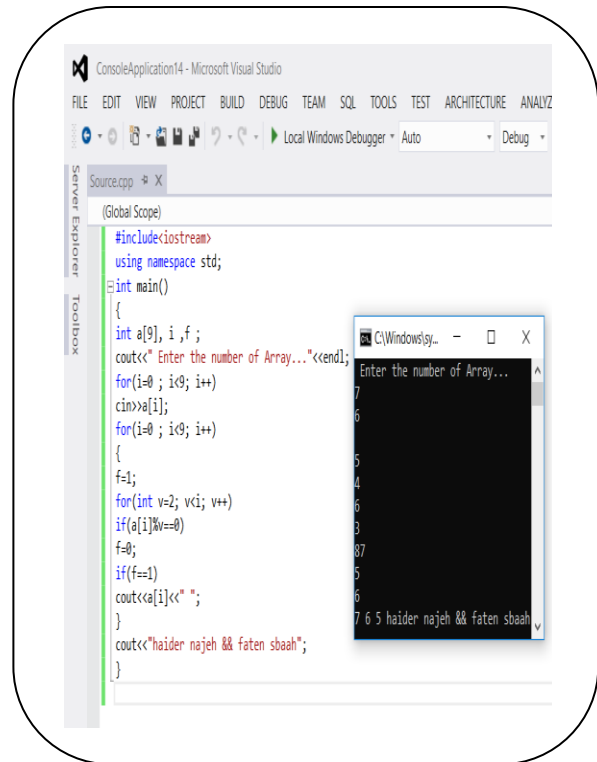 ConsoleApplication14 - Microsoft Visual Studio
FILE EDIT VIEW PROJECT BUILD DEBUG TEAM SQL TOOLS TEST ARCHITECTURE ANALYZ
Local Windows Debugger Auto Debug
Server Explorer
Toolbox
Source.cpp
(Global Scope)
#include<iostream>
using namespace std;
int main()
{
int a[9], i ,f ;
cout<<" Enter the number of Array..."<<endl;
for(i=0 ; i<9; i++)
cin>>a[i];
for(i=0 ; i<9; i++)
{
f=1;
for(int v=2; v<i; v++)
if(a[i]%v==0)
f=0;
if(f==1)
cout<<a[i]<<" ";
}
cout<<"haider najeh && faten sbaah";
}
C:\Windows\sy...
Enter the number of Array...
7
6
5
4
6
3
87
5
6
7 6 5 haider najeh && faten sbaah